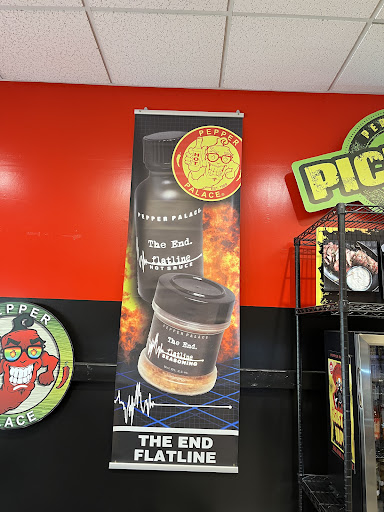 PEPPER
PALACE
PEPPER PALACE
The End.
flatline
HOT SAUCE
PEPPER PALACE
The End.
flatline
SEASONING
THE END
FLATLINE
PEPPER
PALACE